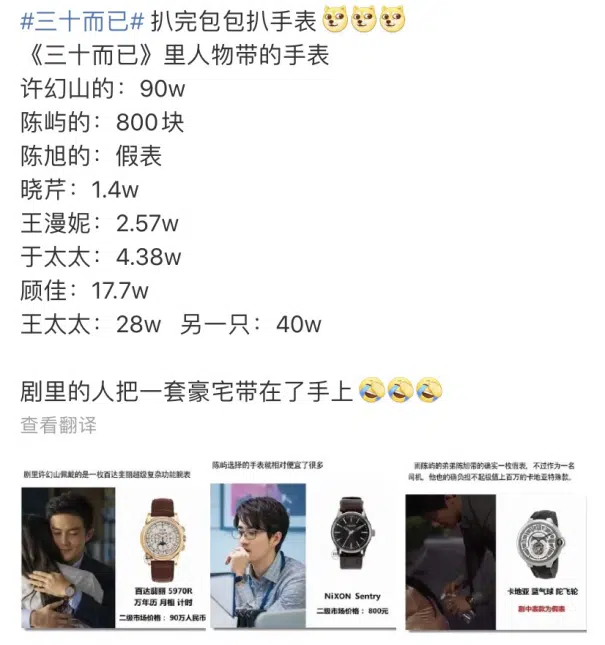 #三十而已# 扒完包包扒手表
《三十而已》里人物带的手表
许幻山的：90w
陈屿的：800块
陈旭的：假表
晓芹：1.4w
王漫妮：2.57w
于太太：4.38w
顾佳：17.7w
王太太：28w 另一只：40w
剧里的人把一套豪宅带在了手上
查看翻译
剧里许幻山佩戴的是一枚百达翡丽超级复杂功能腕表
百达翡丽 5970R
万年历 月相 计时
二级市场价格：90万人民币
陈屿选择的手表就相对便宜了很多
NiXON Sentry
二级市场价格：800元
而陈屿的弟弟陈旭带的确实一枚假表，不过作为一名
司机，他也的确负担不起级值上百万的卡地亚特殊款。
卡地亚 蓝气球 陀飞轮
剧中表款为假表